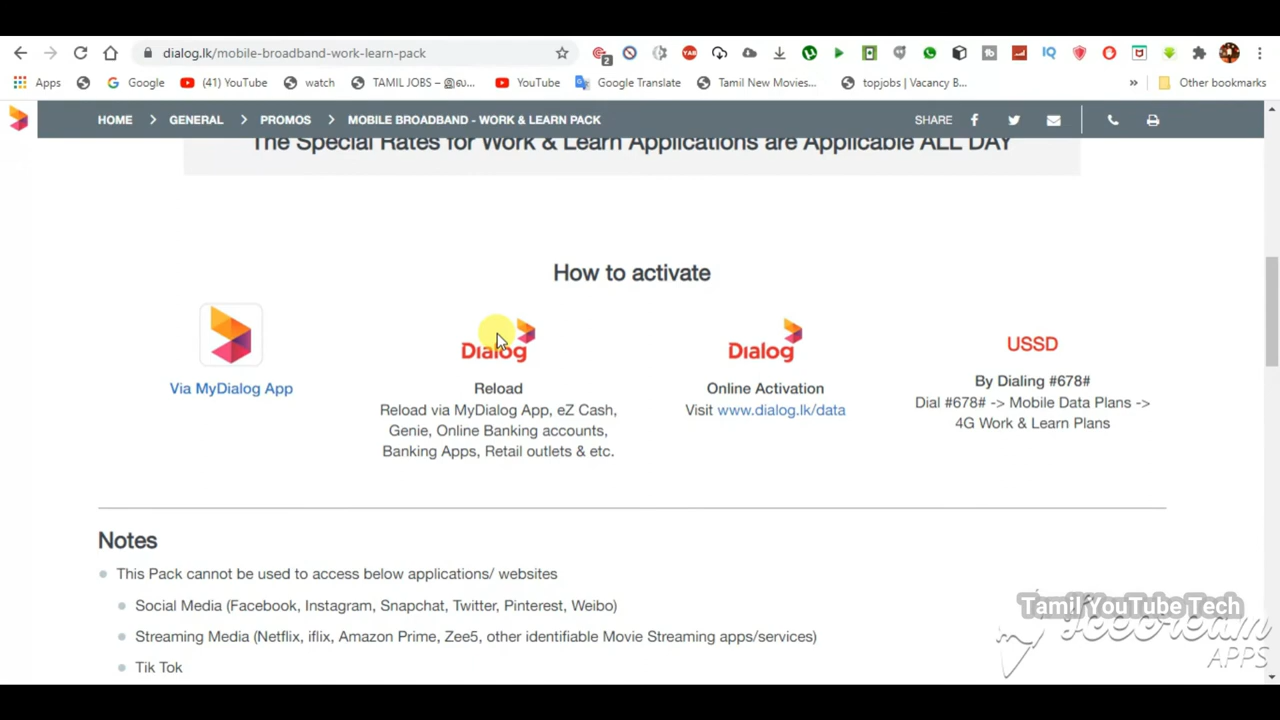 dialog.lk/mobile-broadband-work-learn-pack
2
YAB
IQ
Apps
Google
(41) YouTube
watch
TAMIL JOBS – இல...
YouTube
Google Translate
Tamil New Movies...
topjobs | Vacancy B...
»
Other bookmarks
HOME > GENERAL > PROMOS > MOBILE BROADBAND - WORK & LEARN PACK
SHARE
The Special Rates for Work & Learn Applications are Applicable ALL DAY
How to activate
Via MyDialog App
Dialog
Reload
Reload via MyDialog App, eZ Cash,
Genie, Online Banking accounts,
Banking Apps, Retail outlets & etc.
Dialog
Online Activation
Visit www.dialog.lk/data
USSD
By Dialing #678#
Dial #678# -> Mobile Data Plans ->
4G Work & Learn Plans
Notes
This Pack cannot be used to access below applications/ websites
Social Media (Facebook, Instagram, Snapchat, Twitter, Pinterest, Weibo)
Streaming Media (Netflix, iflix, Amazon Prime, Zee5, other identifiable Movie Streaming apps/services)
Tik Tok
Tamil YouTube Tech
Icecream
APPS